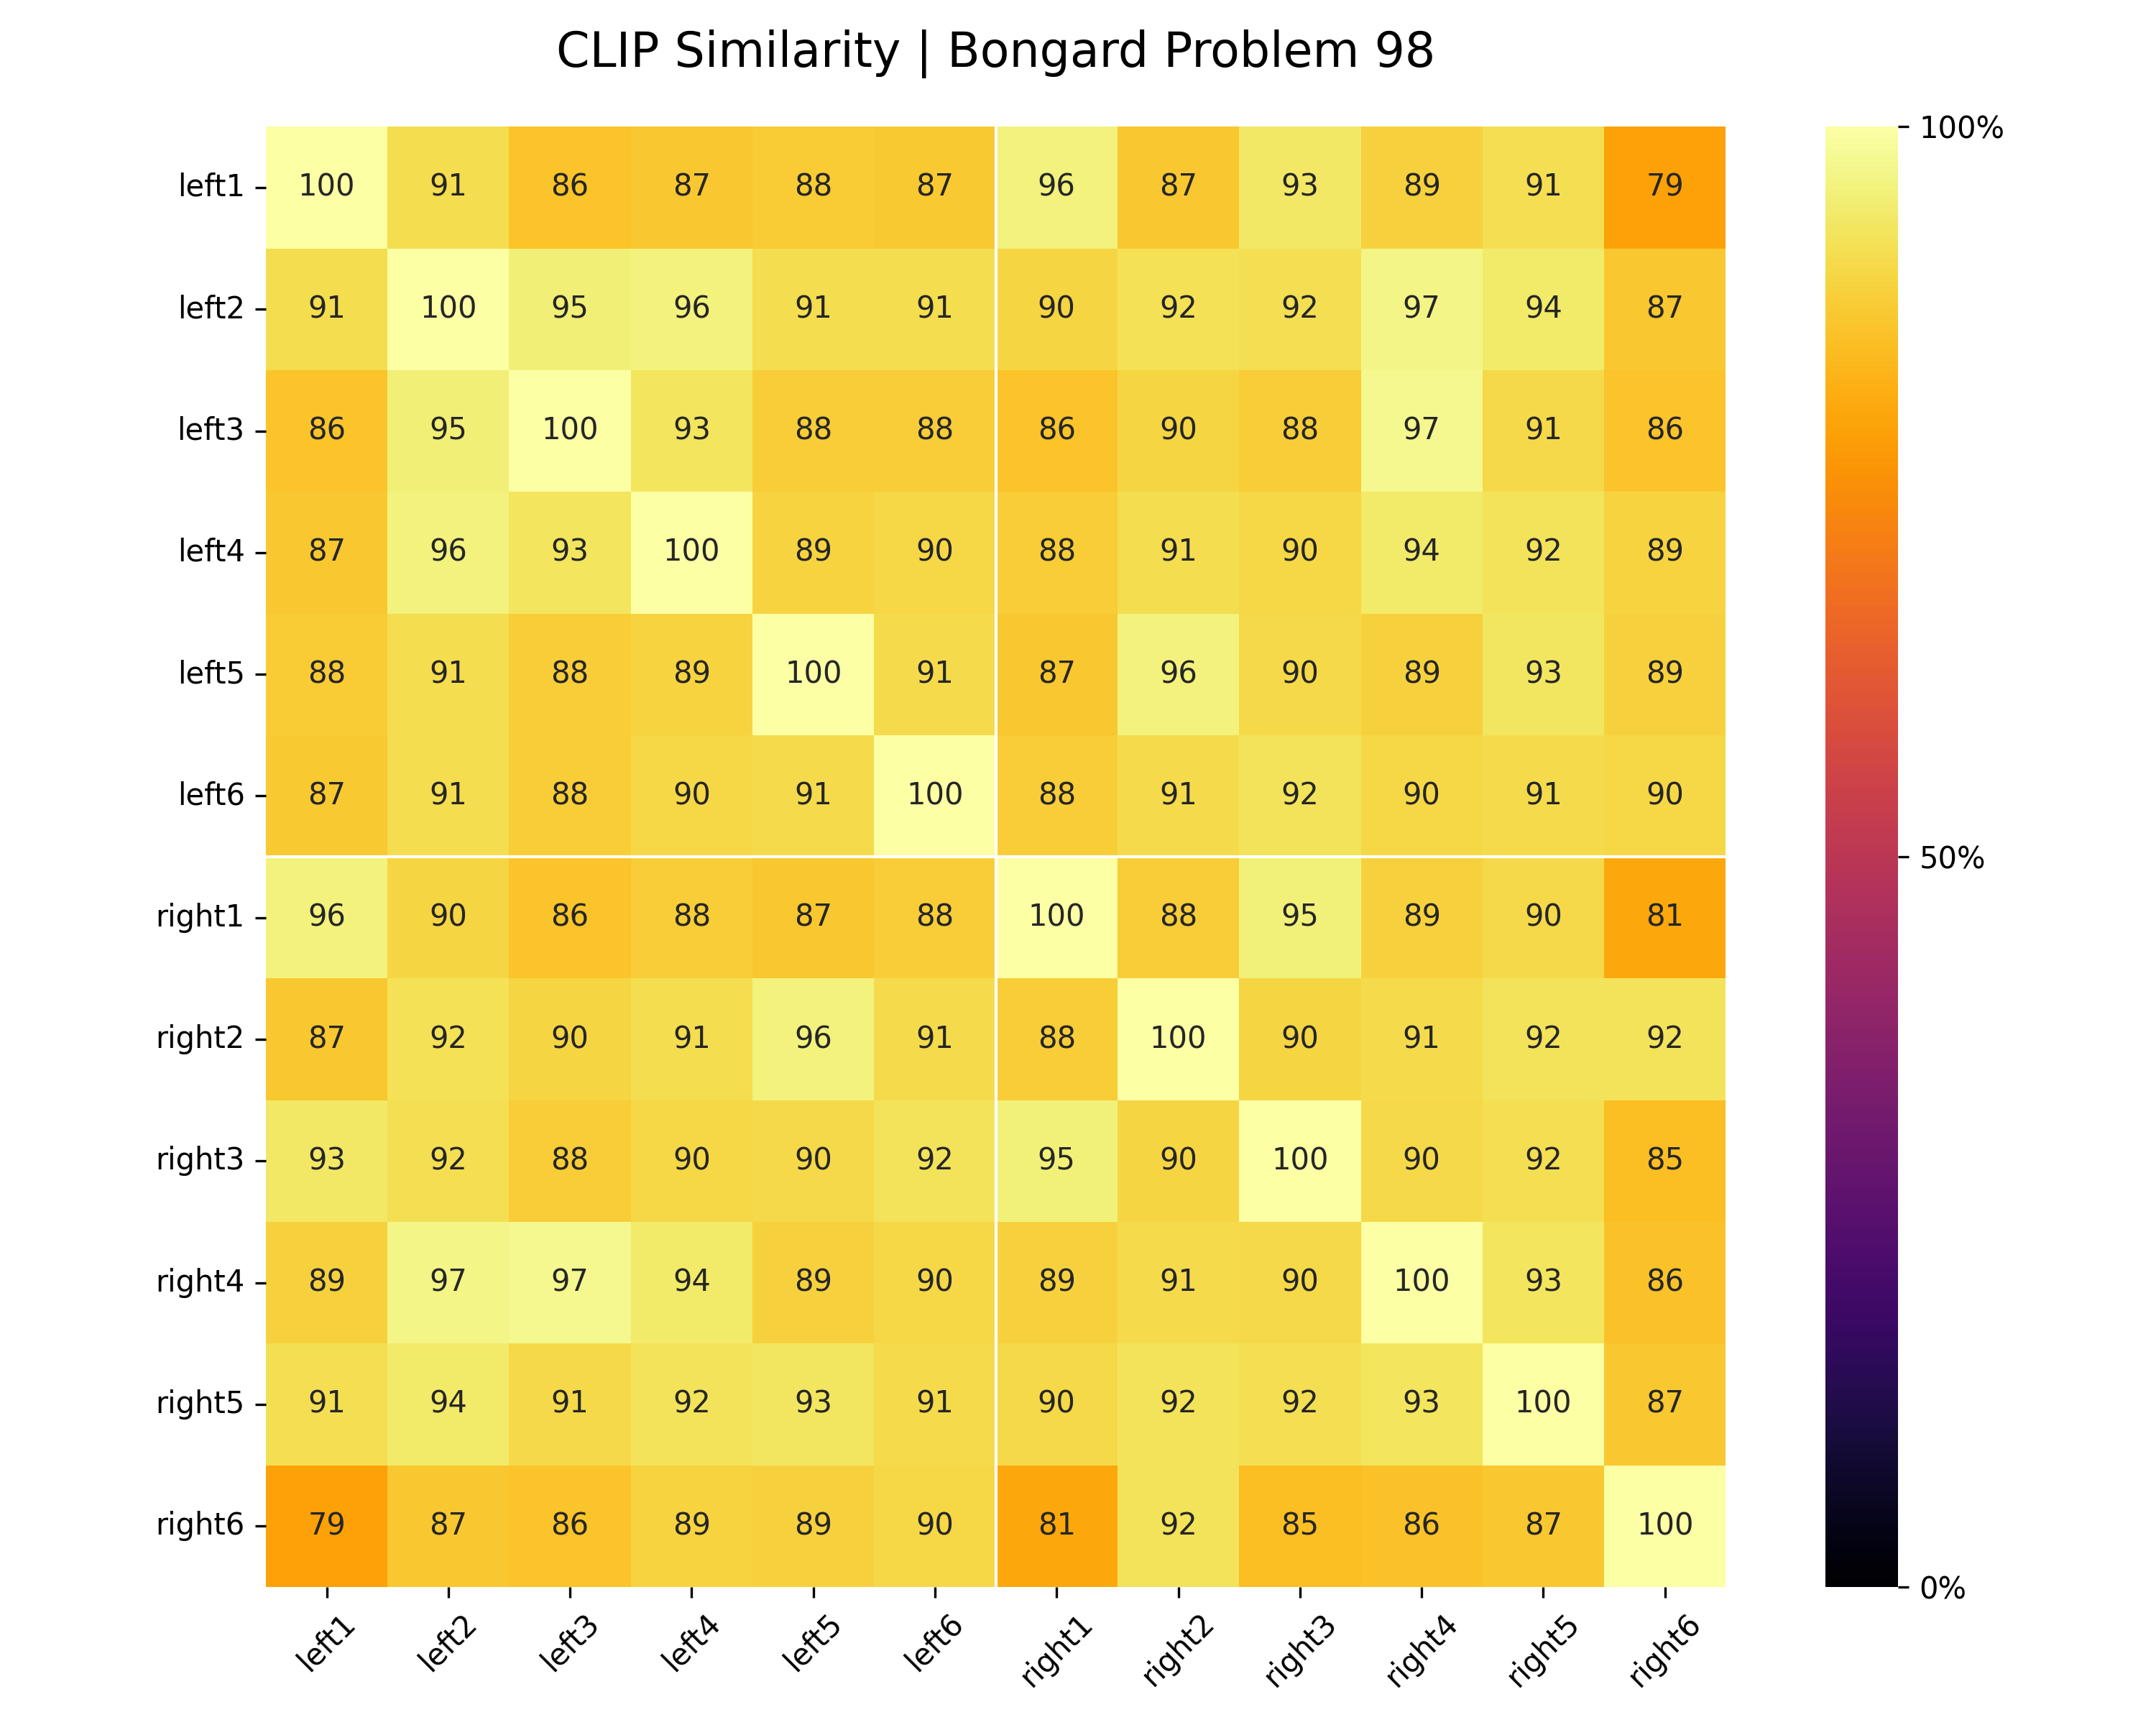 CLIP Similarity | Bongard Problem 98
left1 100 91 86 87 88 87 96 87 93 89 91 79
left2 91 100 95 96 91 91 90 92 92 97 94 87
left3 86 95 100 93 88 88 86 90 88 97 91 86
left4 87 96 93 100 89 90 88 91 90 94 92 89
left5 88 91 88 89 100 91 87 96 90 89 93 89
left6 87 91 88 90 91 100 88 91 92 90 91 90
right1 96 90 86 88 87 88 100 88 95 89 90 81
right2 87 92 90 91 96 91 88 100 90 91 92 92
right3 93 92 88 90 90 92 95 90 100 90 92 85
right4 89 97 97 94 89 90 89 91 90 100 93 86
right5 91 94 91 92 93 91 90 92 92 93 100 87
right6 79 87 86 89 89 90 81 92 85 86 87 100
left1 left2 left3 left4 left5 left6 right1 right2 right3 right4 right5 right6
100%
50%
0%